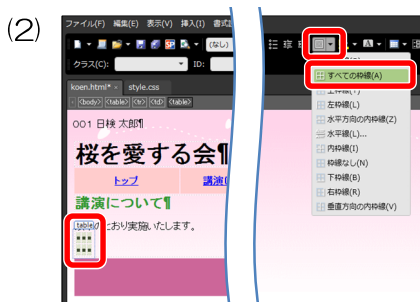 (2)
ファイル(F) 編集(E) 表示(V) 挿入(I) 書式
(なし)
クラス(C): ID:
koen.html* × style.css
<body> <table> <tr> <td> <table>
001 日検 太郎¶
桜を愛する会¶
トップ 講演
講演について¶
table
のとおり実施いたします。
すべての枠線(A)
上枠線(T)
左枠線(L)
水平方向の内枠線(Z)
水平線(L)...
内枠線(I)
枠線なし(N)
下枠線(B)
右枠線(R)
垂直方向の内枠線(V)